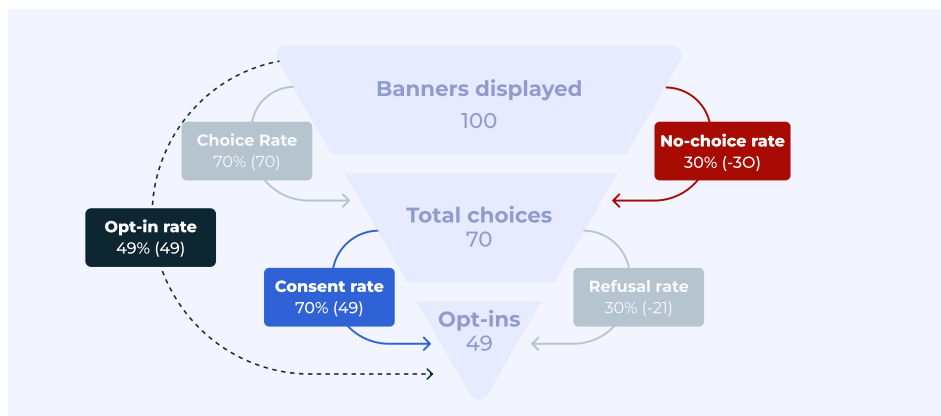 Banners displayed
100
Choice Rate
70% (70)
No-choice rate
30% (-3O)
Total choices
70
Opt-in rate
49% (49)
Consent rate
70% (49)
Refusal rate
30% (-21)
Opt-ins
49